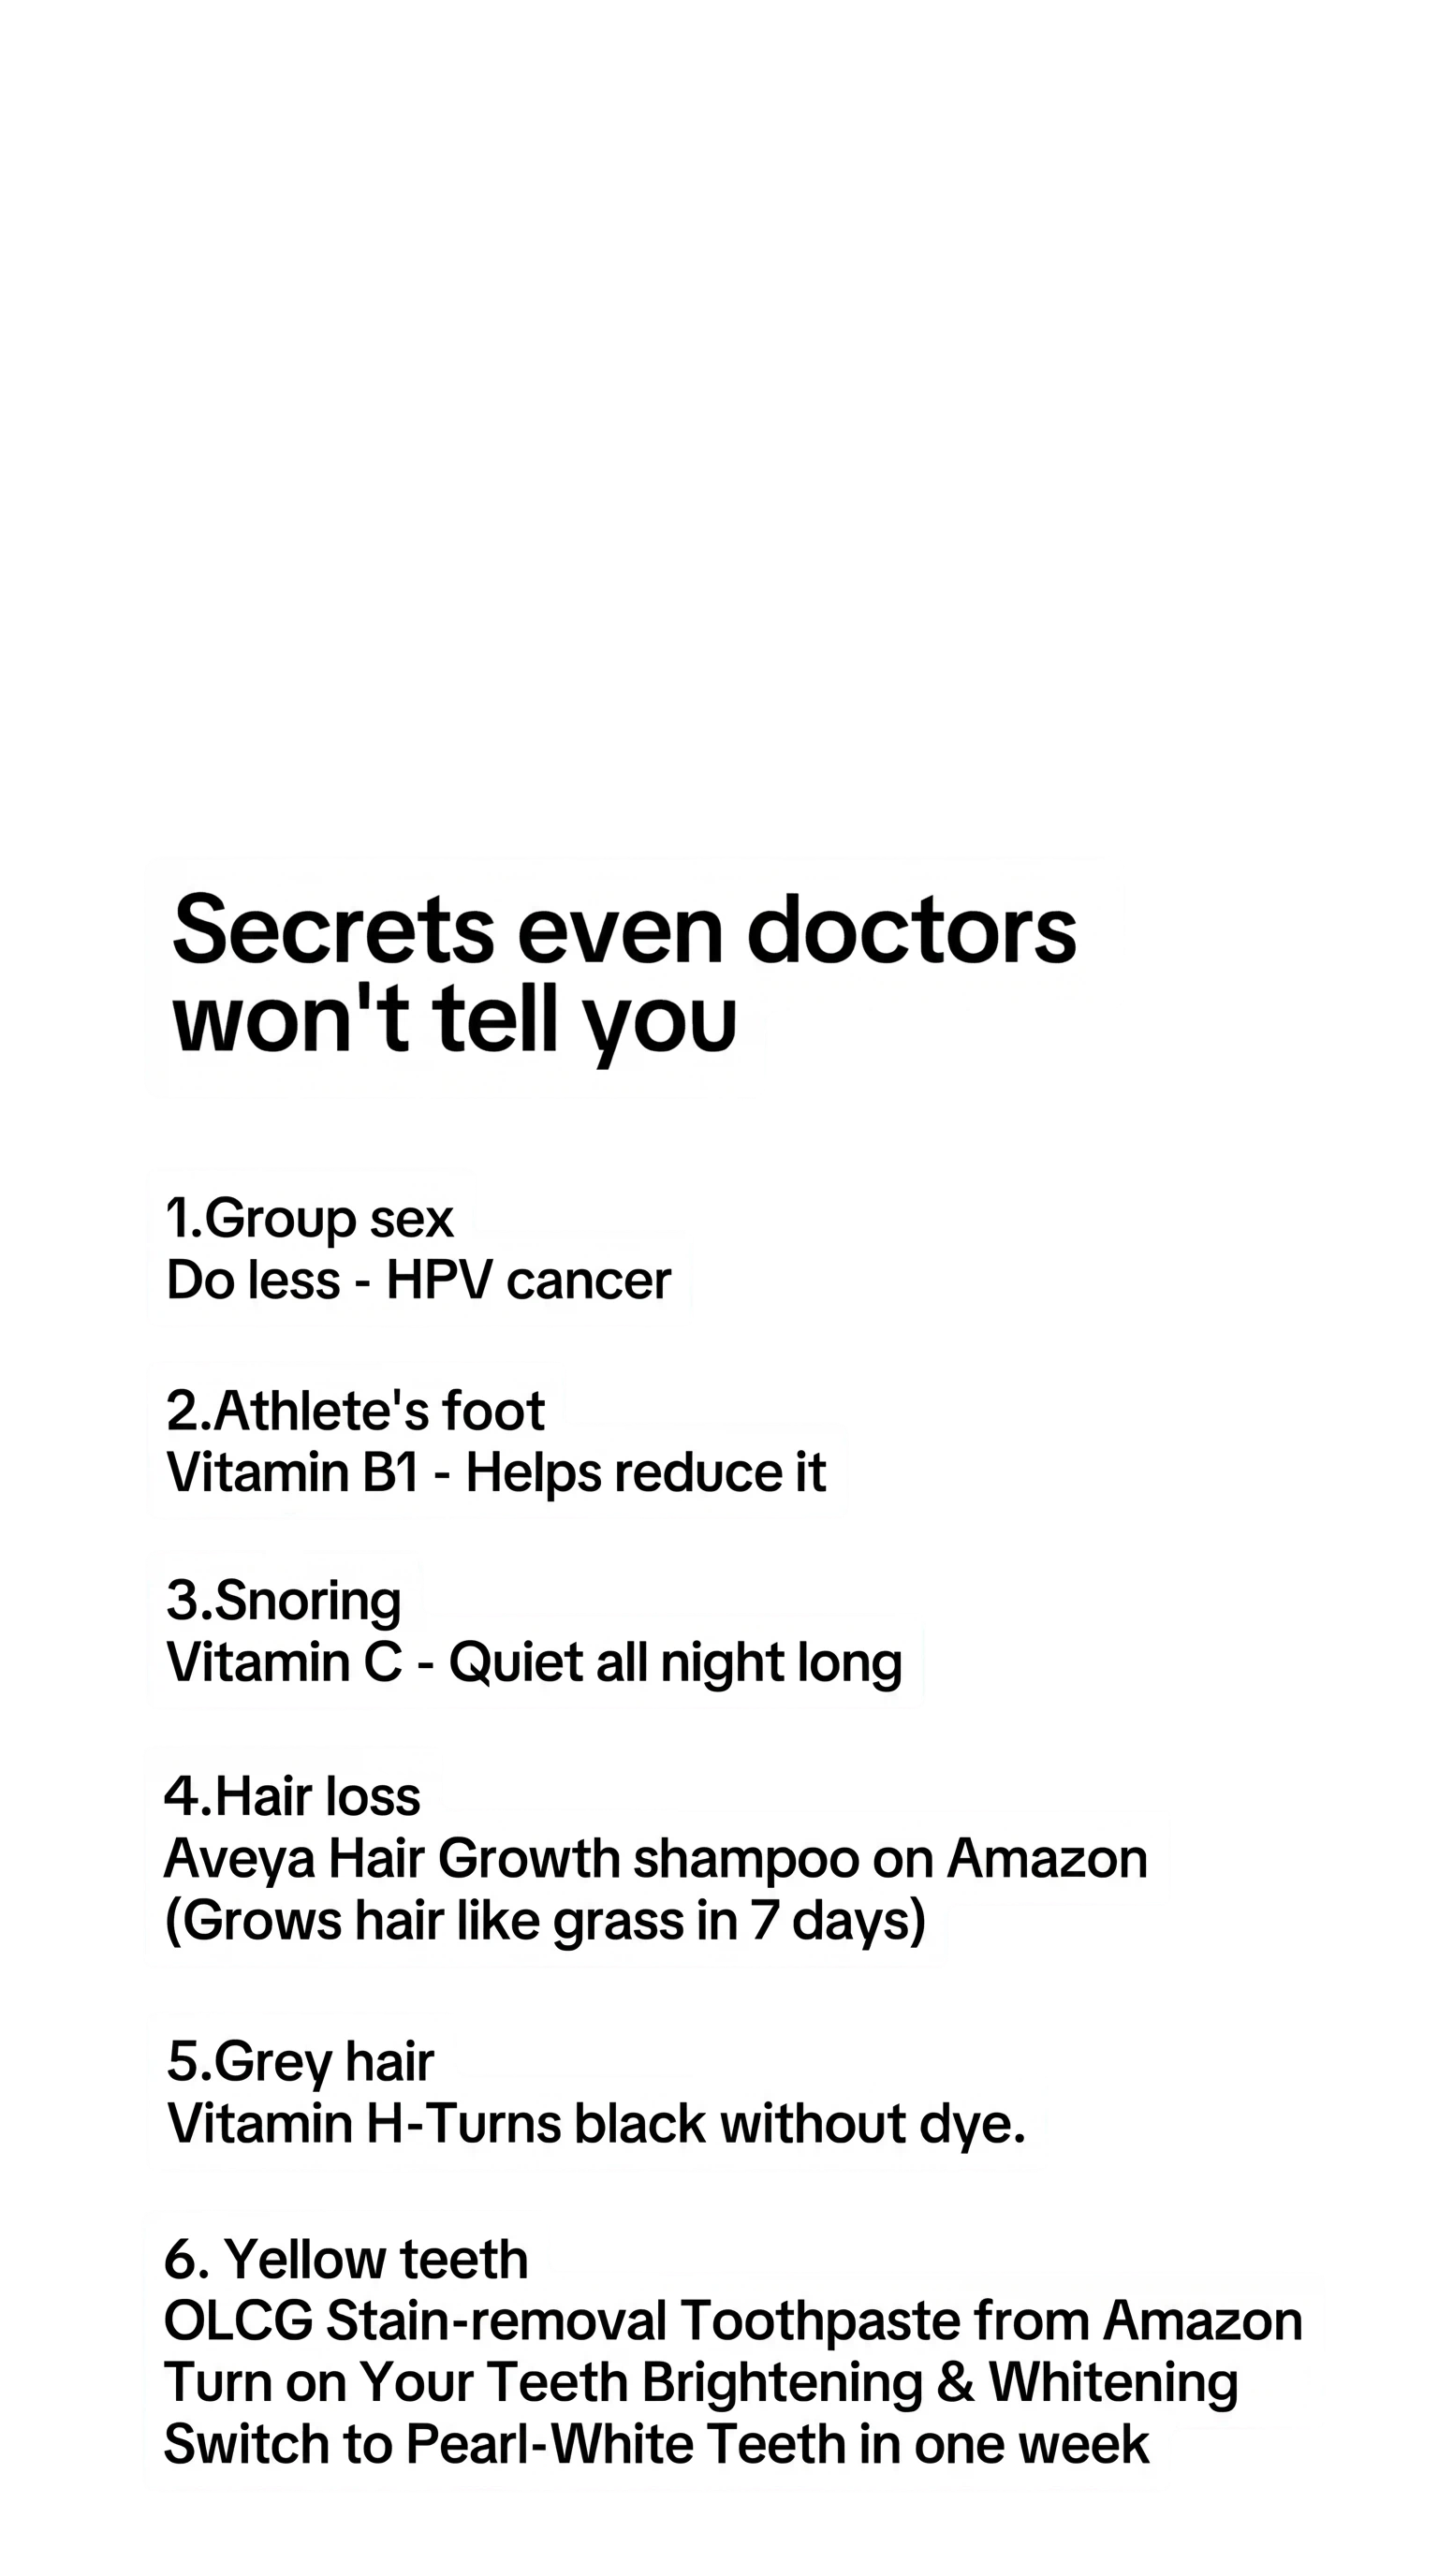 Secrets even doctors
won't tell you
1.Group sex
Do less - HPV cancer
2.Athlete's foot
Vitamin B1 - Helps reduce it
3.Snoring
Vitamin C - Quiet all night long
4.Hair loss
Aveya Hair Growth shampoo on Amazon
(Grows hair like grass in 7 days)
5.Grey hair
Vitamin H-Turns black without dye.
6. Yellow teeth
OLCG Stain-removal Toothpaste from Amazon
Turn on Your Teeth Brightening & Whitening
Switch to Pearl-White Teeth in one week